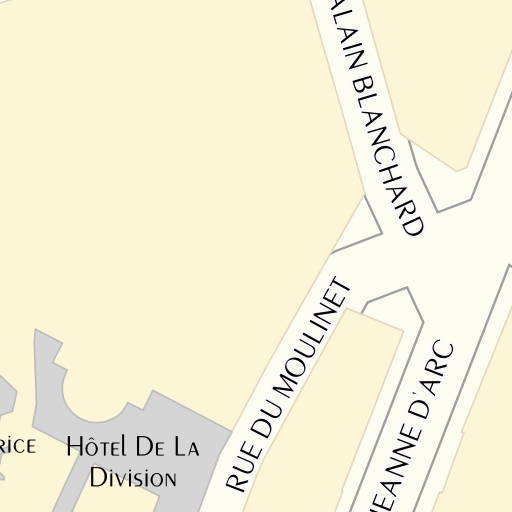 ALAIN BLANCHARD
RUE DU MOULINET
JEANNE D'ARC
RICE
Hôtel De La
Division